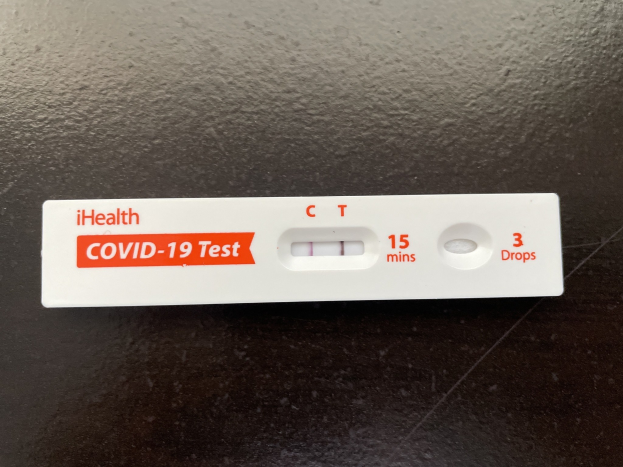 iHealth
COVID-19 Test
C T
15
mins
3
Drops